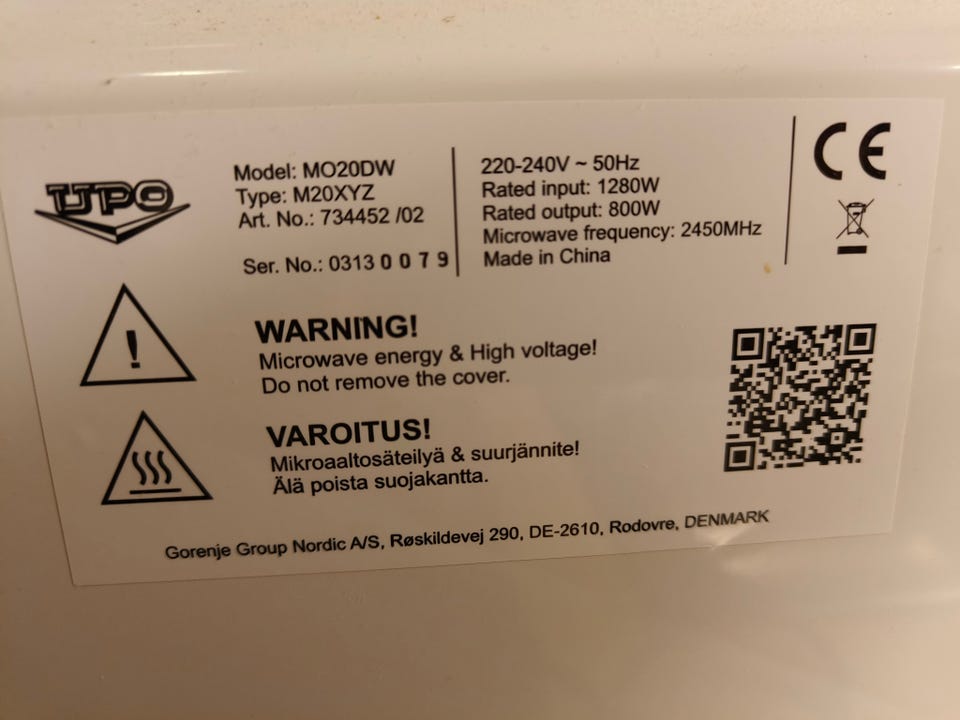 UPO
Model: MO20DW
Type: M20XYZ
Art. No.: 734452 /02
Ser. No.: 0313 0 0 7 9
220-240V ~ 50Hz
Rated input: 1280W
Rated output: 800W
Microwave frequency: 2450MHz
Made in China
CE
WARNING!
Microwave energy & High voltage!
Do not remove the cover.
VAROITUS!
Mikroaaltosäteilyä & suurjännite!
Älä poista suojakantta.
Gorenje Group Nordic A/S, Røskildevej 290, DE-2610, Rodovre, DENMARK